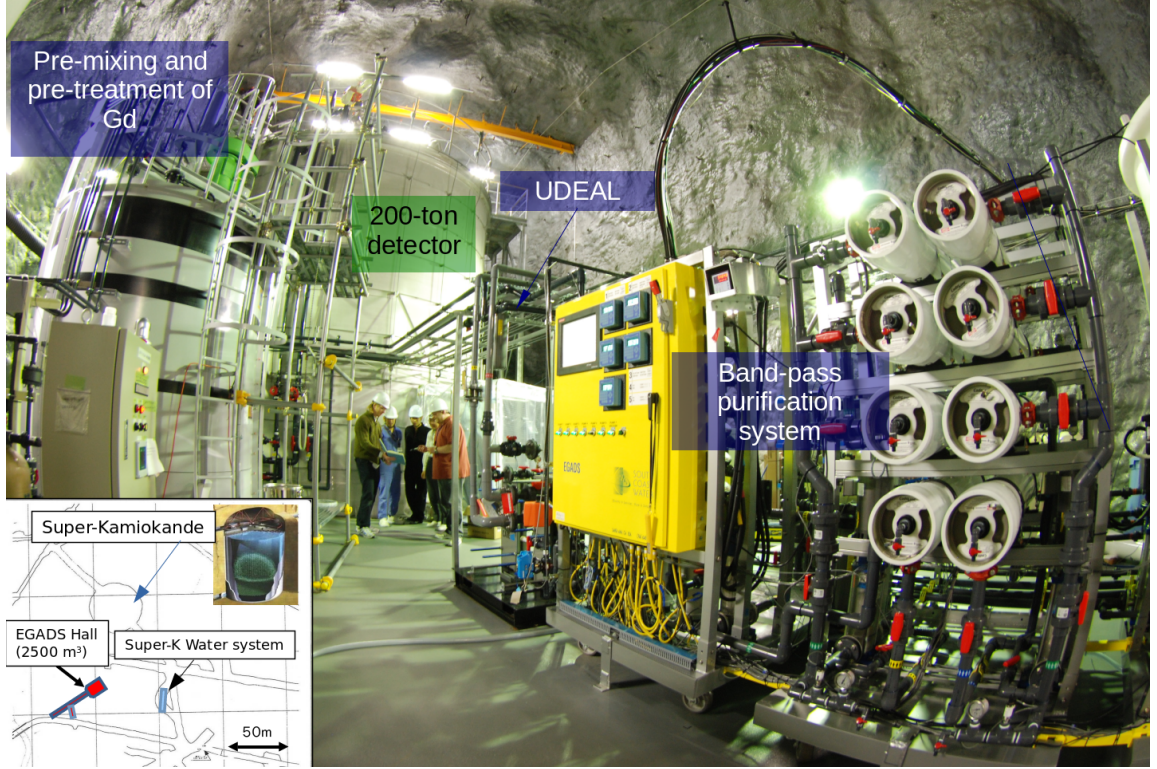 Pre-mixing and
pre-treatment of
Gd
UDEAL
200-ton
detector
Band-pass
purification
system
EGADS
Super-Kamiokande
EGADS Hall
(2500 m³)
Super-K Water system
50m